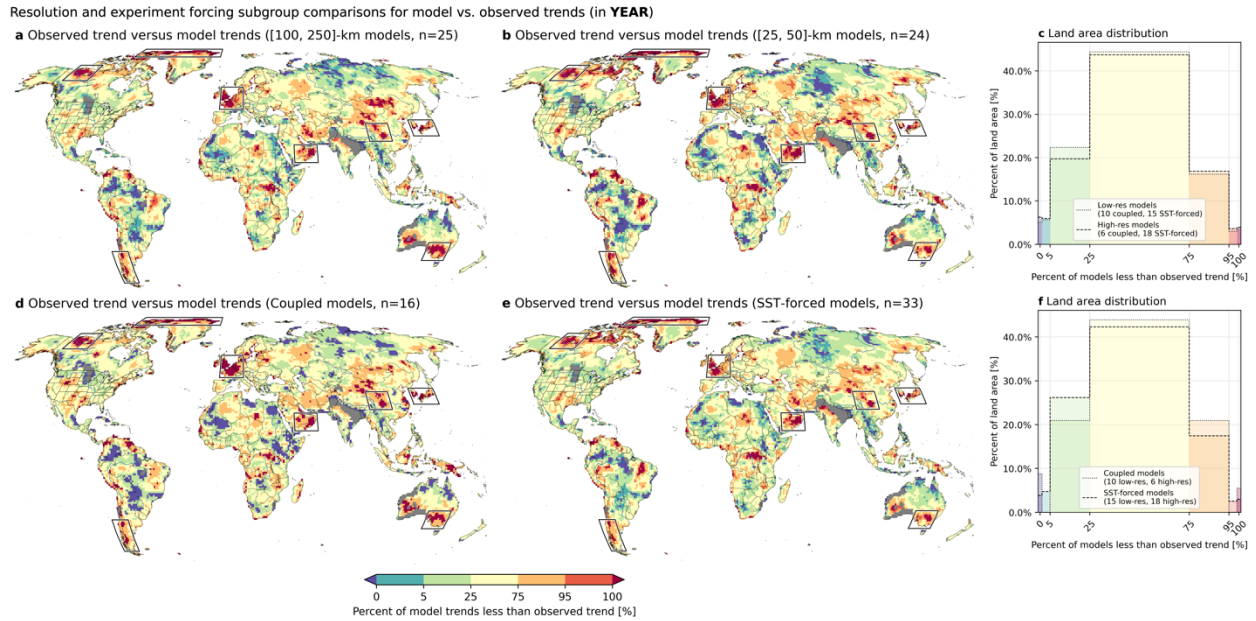 Resolution and experiment forcing subgroup comparisons for model vs. observed trends (in YEAR)
a Observed trend versus model trends ([100, 250]-km models, n=25)
b Observed trend versus model trends ([25, 50]-km models, n=24)
c Land area distribution
Percent of land area [%]
40.0%
30.0%
20.0%
10.0%
0.0%
Low-res models
(10 coupled, 15 SST-forced)
High-res models
(6 coupled, 18 SST-forced)
0 5 25 75 95 100
Percent of models less than observed trend [%]
d Observed trend versus model trends (Coupled models, n=16)
e Observed trend versus model trends (SST-forced models, n=33)
f Land area distribution
Percent of land area [%]
40.0%
30.0%
20.0%
10.0%
0.0%
Coupled models
(10 low-res, 6 high-res)
SST-forced models
(15 low-res, 18 high-res)
0 5 25 75 95 100
Percent of models less than observed trend [%]
0 5 25 75 95 100
Percent of model trends less than observed trend [%]